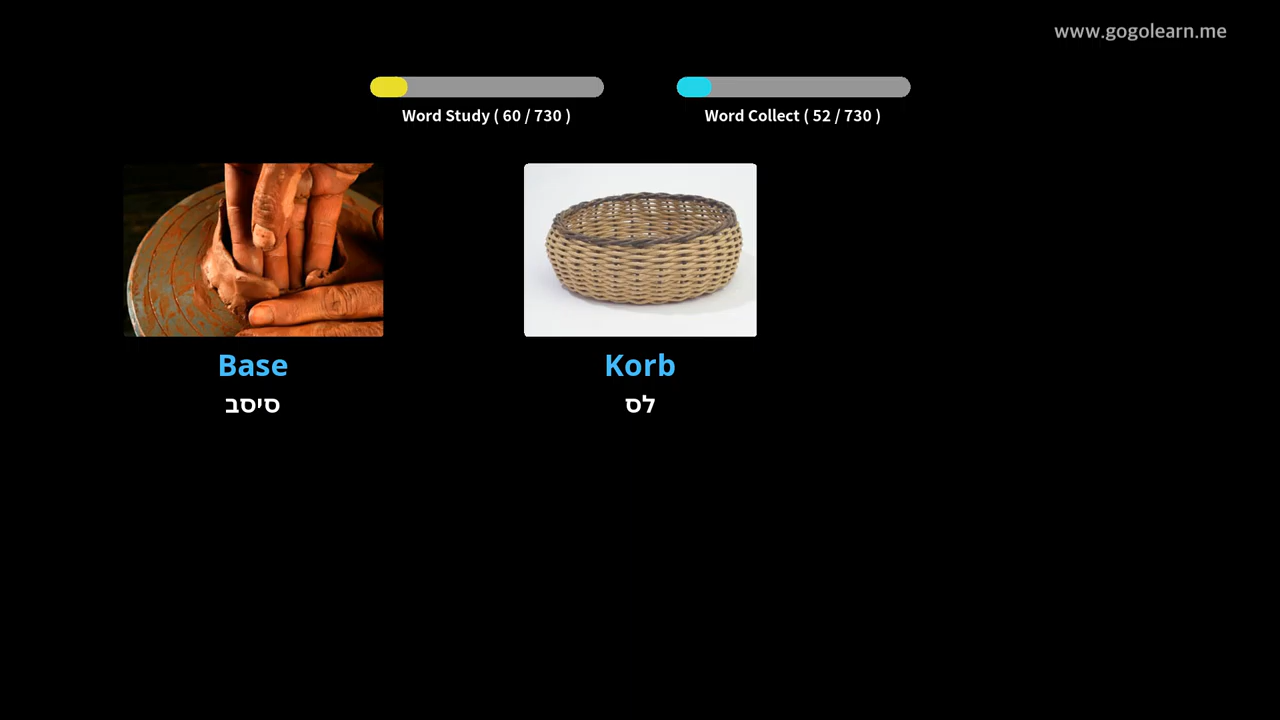 www.gogolearn.me
Word Study ( 60 / 730 )
Word Collect ( 52 / 730 )
Base
סיסב
Korb
לס